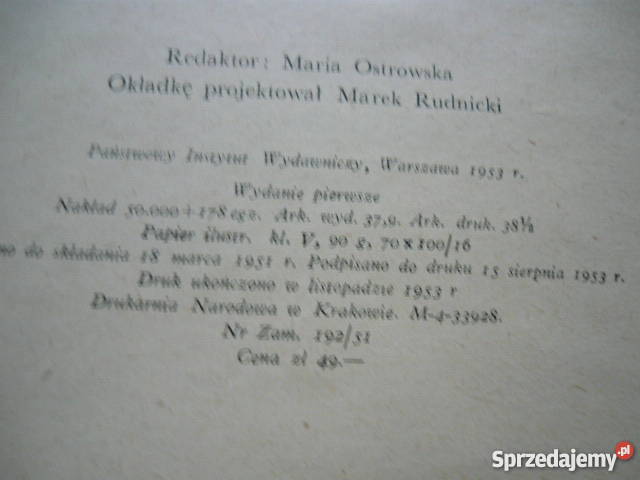 Redaktor: Maria Ostrowska
Okładkę projektował Marek Rudnicki
Państwowy Instytut Wydawniczy, Warszawa 1953 r.
Wydanie pierwsze
Nakład 50.000+178 egz. Ark. wyd. 37,9. Ark. druk. 38½
Papier ilustr. kl. V, 90 g, 70×100/16
no do składania 18 marca 1951 r. Podpisano do druku 15 sierpnia 1953 r.
Druk ukończono w listopadzie 1953 r
Drukarnia Narodowa w Krakowie. M-4-33928.
Nr Zam. 192/51
Cena zł 49.—
Sprzedajemy.pl